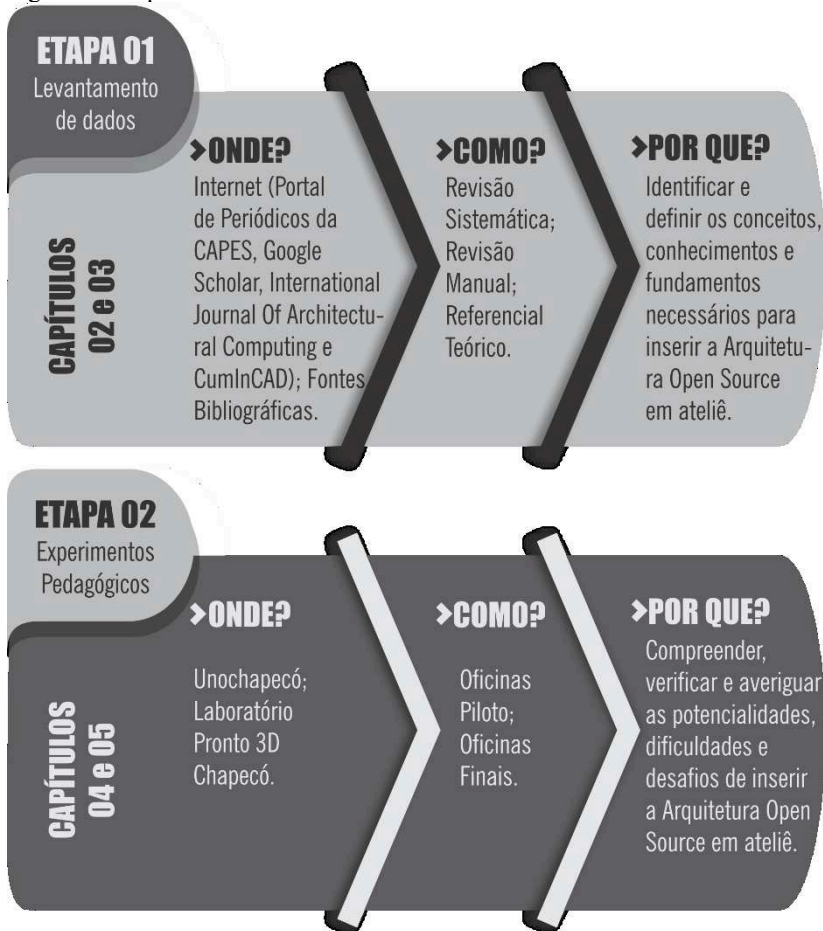 ETAPA 01
Levantamento
de dados
CAPÍTULOS
02 e 03
>ONDE?
Internet (Portal
de Periódicos da
CAPES, Google
Scholar, International
Journal Of Architectu-
ral Computing e
CumInCAD); Fontes
Bibliográficas.
>COMO?
Revisão
Sistemática;
Revisão
Manual;
Referencial
Teórico.
>POR QUE?
Identificar e
definir os conceitos,
conhecimentos e
fundamentos
necessários para
inserir a Arquitetu-
ra Open Source
em ateliê.
ETAPA 02
Experimentos
Pedagógicos
CAPÍTULOS
04 e 05
>ONDE?
Unochapecó;
Laboratório
Pronto 3D
Chapecó.
>COMO?
Oficinas
Piloto;
Oficinas
Finais.
>POR QUE?
Compreender,
verificar e averiguar
as potencialidades,
dificuldades e
desafios de inserir
a Arquitetura Open
Source em ateliê.